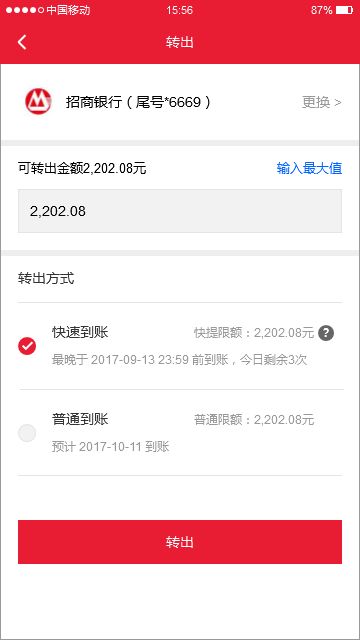 中国移动 15:56 87%
转出
招商银行（尾号*6669） 更换 >
可转出金额2,202.08元 输入最大值
2,202.08
转出方式
快速到账 快提限额：2,202.08元 ?
最晚于 2017-09-13 23:59 前到账，今日剩余3次
普通到账 普通限额：2,202.08元
预计 2017-10-11 到账
转出